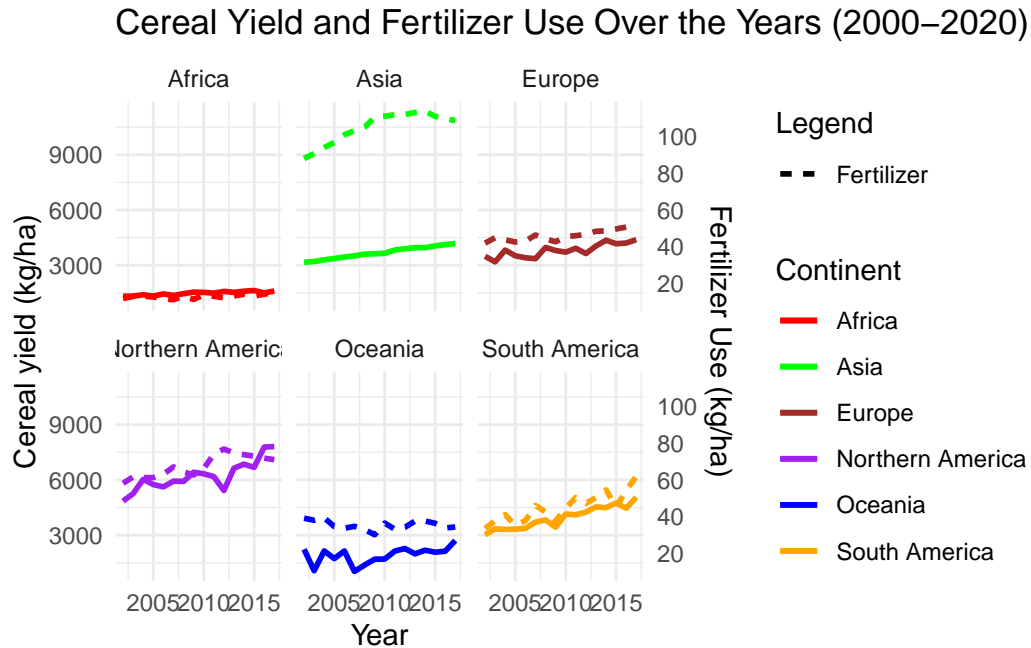 Cereal Yield and Fertilizer Use Over the Years (2000–2020)
Africa
Asia
Europe
9000
6000
3000
100
80
60
40
20
Northern America
Oceania
South America
9000
6000
3000
100
80
60
40
20
2005
2010
2015
2005
2010
2015
2005
2010
2015
Year
Cereal yield (kg/ha)
Fertilizer Use (kg/ha)
Legend
Fertilizer
Continent
Africa
Asia
Europe
Northern America
Oceania
South America